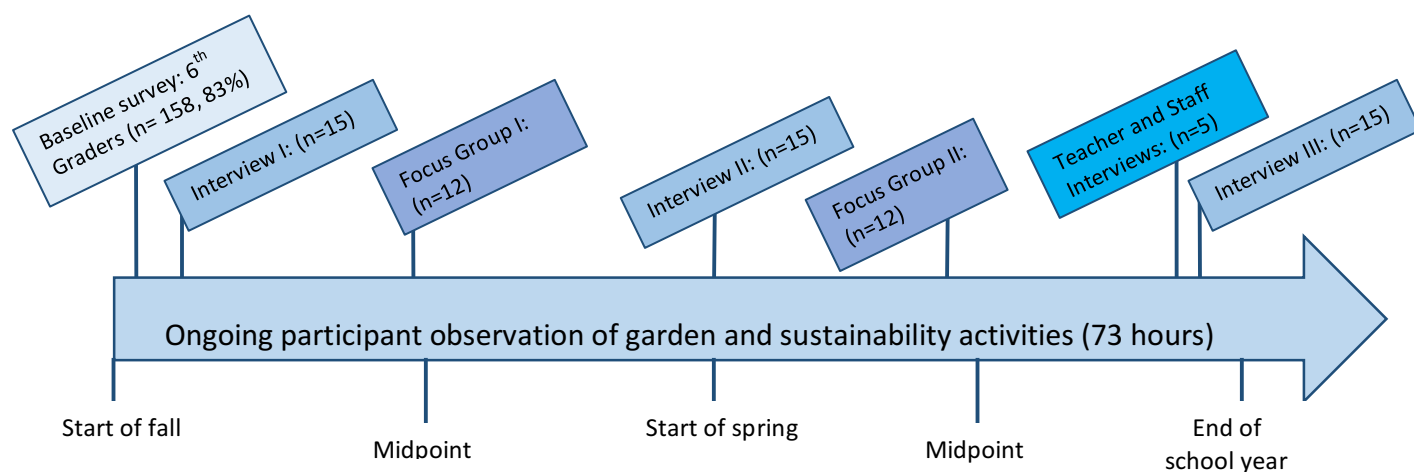 Baseline survey: 6th
Graders (n= 158, 83%)
Interview I: (n=15)
Focus Group I:
(n=12)
Interview II: (n=15)
Focus Group II:
(n=12)
Teacher and Staff
Interviews: (n=5)
Interview III: (n=15)
Ongoing participant observation of garden and sustainability activities (73 hours)
Start of fall
Midpoint
Start of spring
Midpoint
End of
school year